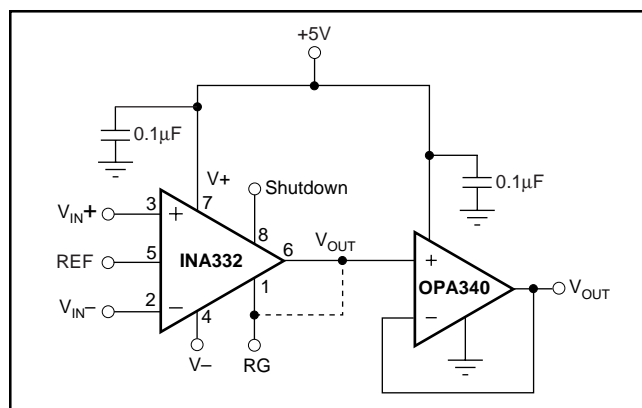 +5V
0.1µF
V+
7
Shutdown
8
0.1µF
VIN+
3
+
6
VOUT
REF
5
INA332
+
OPA340
VOUT
VIN–
2
–
1
–
4
V–
RG